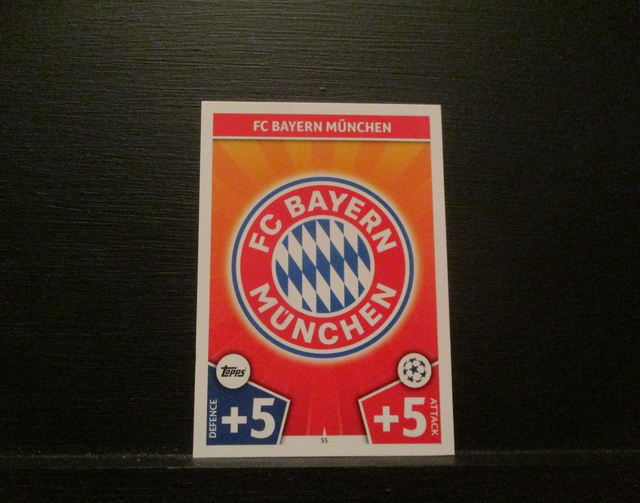 FC BAYERN MÜNCHEN
FC BAYERN
MÜNCHEN
Topps
DEFENCE +5
+5 ATTACK
55